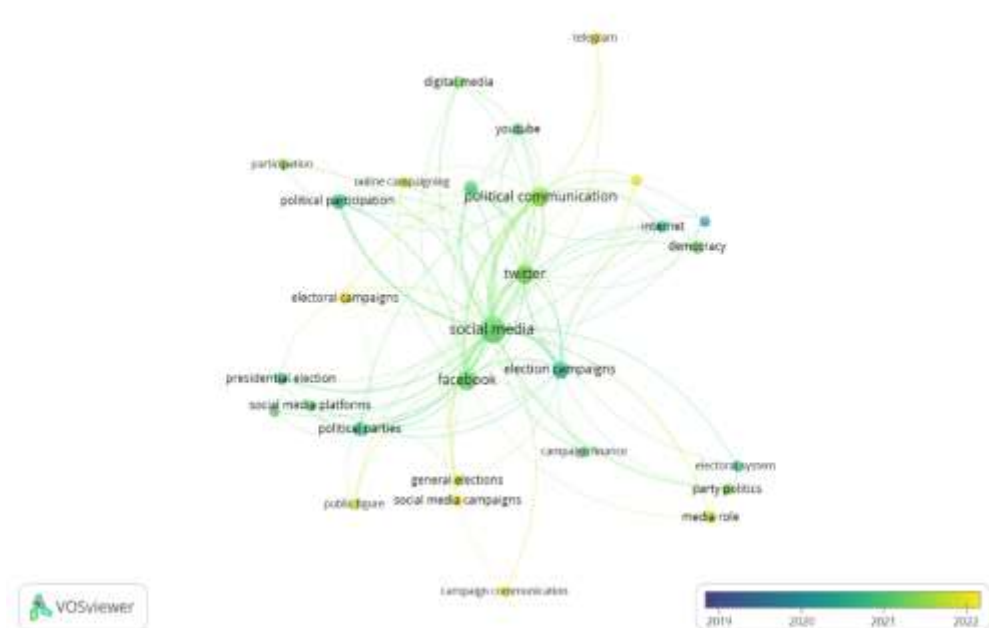 telegram
digital media
youtube
participation
online campaigning
political participation
political communication
internet
democracy
twitter
electoral campaigns
social media
election campaigns
presidential election
facebook
social media platforms
political parties
campaign finance
electoral system
general elections
party politics
social media campaigns
public figure
media role
campaign communication
VOSviewer
2019 2020 2021 2022